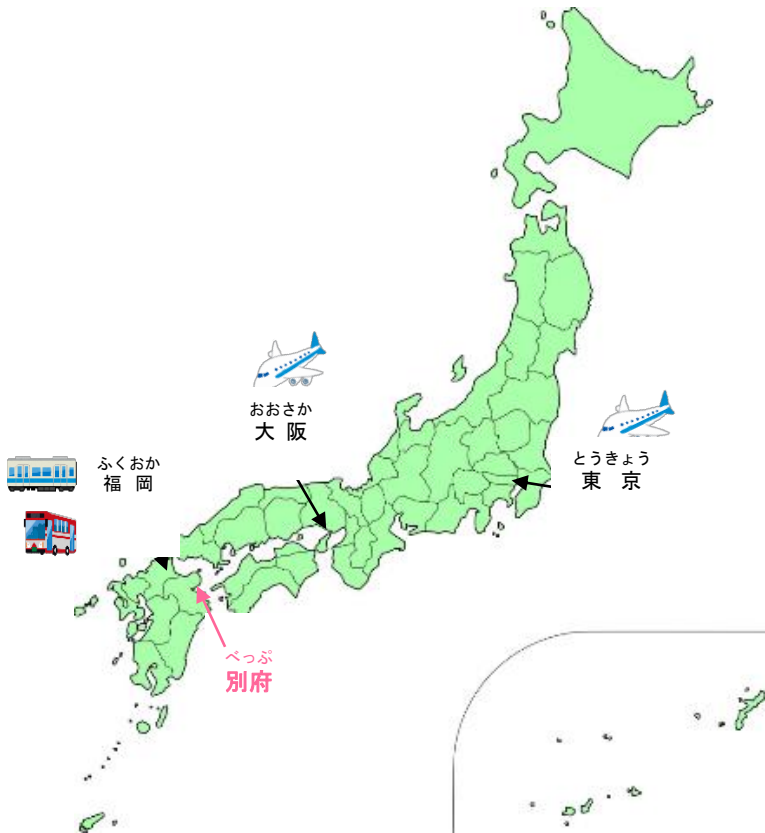 おおさか
大 阪
とうきょう
東 京
ふくおか
福 岡
べっぷ
別府